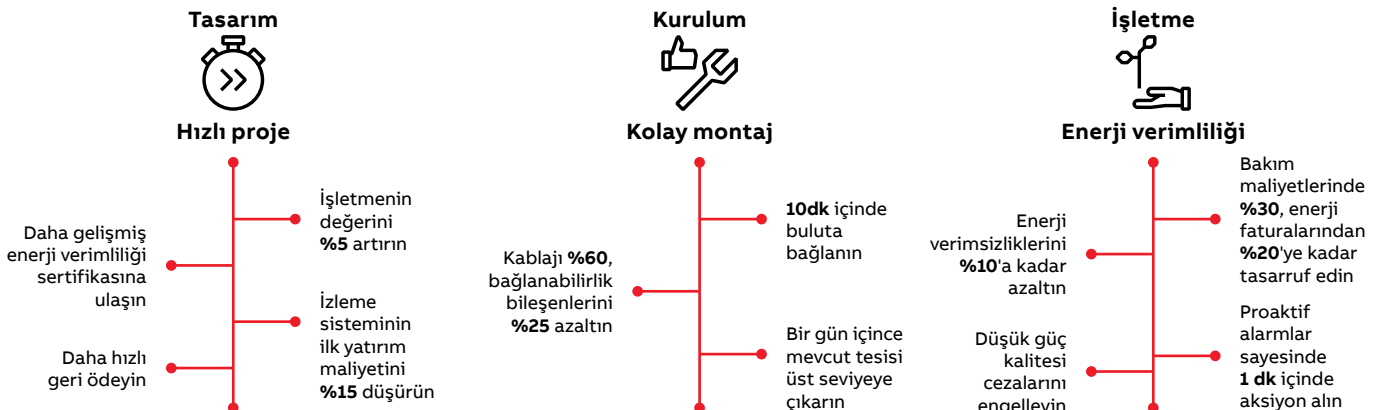 Tasarım
Hızlı proje
İşletmenin
değerini
%5 artırın
Daha gelişmiş
enerji verimliliği
sertifikasına
ulaşın
İzleme
sisteminin
ilk yatırım
maliyetini
%15 düşürün
Daha hızlı
geri ödeyin
Kurulum
Kolay montaj
10dk içinde
buluta
bağlanın
Kablajı %60,
bağlanabilirlik
bileşenlerini
%25 azaltın
Bir gün içince
mevcut tesisi
üst seviyeye
çıkarın
İşletme
Enerji verimliliği
Bakım
maliyetlerinde
%30, enerji
faturalarından
%20'ye kadar
tasarruf edin
Enerji
verimsizliklerini
%10'a kadar
azaltın
Proaktif
alarmlar
sayesinde
1 dk içinde
aksiyon alın
Düşük güç
kalitesi
cezalarını
engelleyin